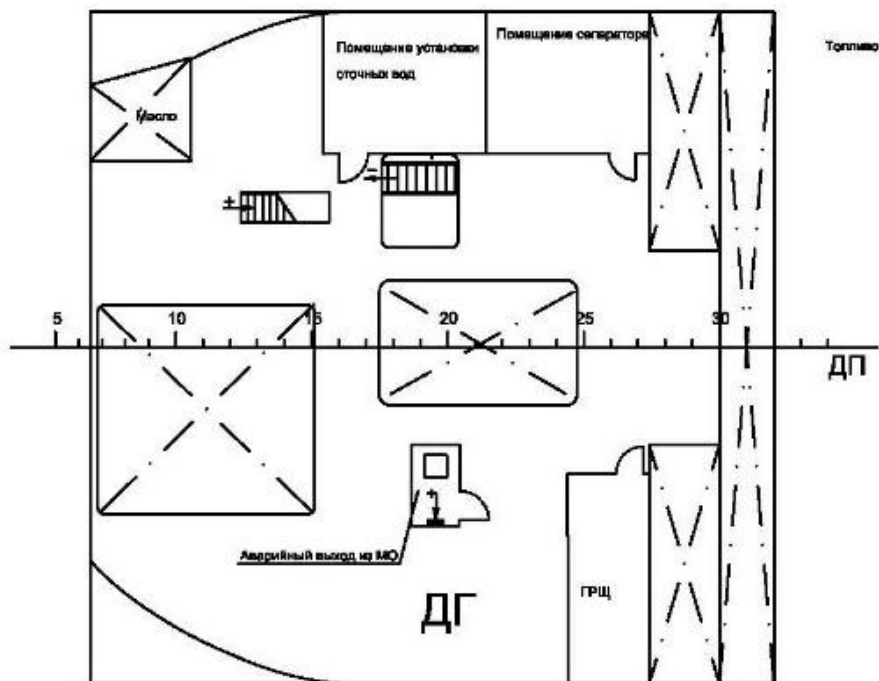 Помещение установки
сточных вод
Помещение сепаратора
Топливо
Масло
5 10 15 20 25 30
ДП
Аварийный выход из МО
ДГ
ГРЩ